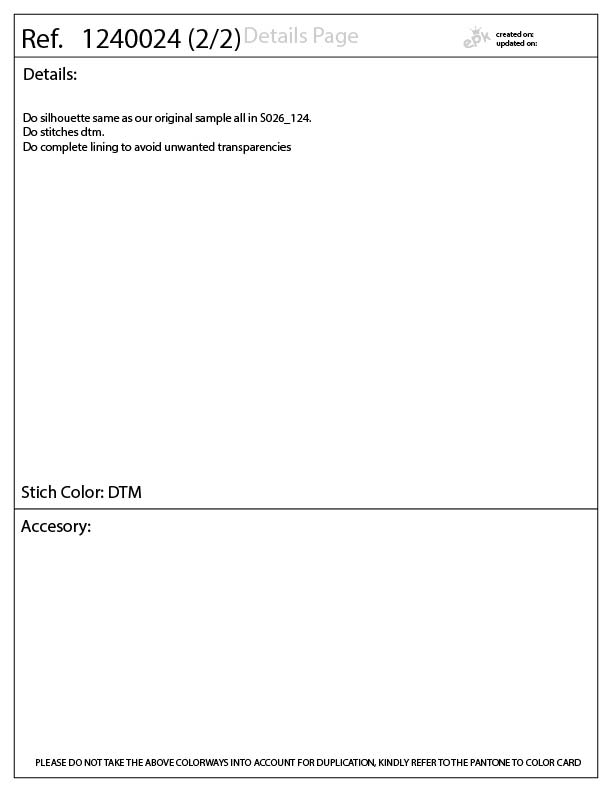 Ref. 1240024 (2/2) Details Page
epk
created on:
updated on:
Details:
Do silhouette same as our original sample all in S026_124.
Do stitches dtm.
Do complete lining to avoid unwanted transparencies
Stich Color: DTM
Accesory:
PLEASE DO NOT TAKE THE ABOVE COLORWAYS INTO ACCOUNT FOR DUPLICATION, KINDLY REFER TO THE PANTONE TO COLOR CARD